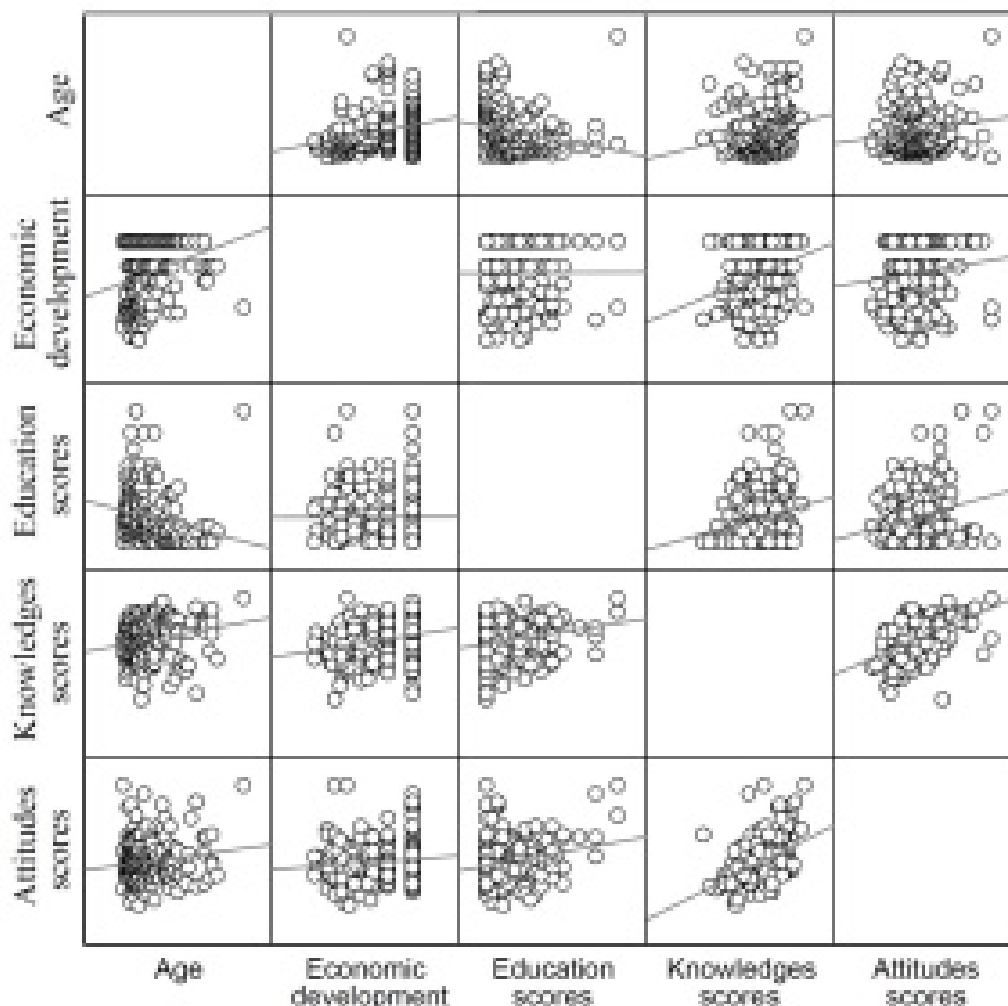 Age
Economic
development
Education
scores
Knowledges
scores
Attitudes
scores
Age
Economic
development
Education
scores
Knowledges
scores
Attitudes
scores